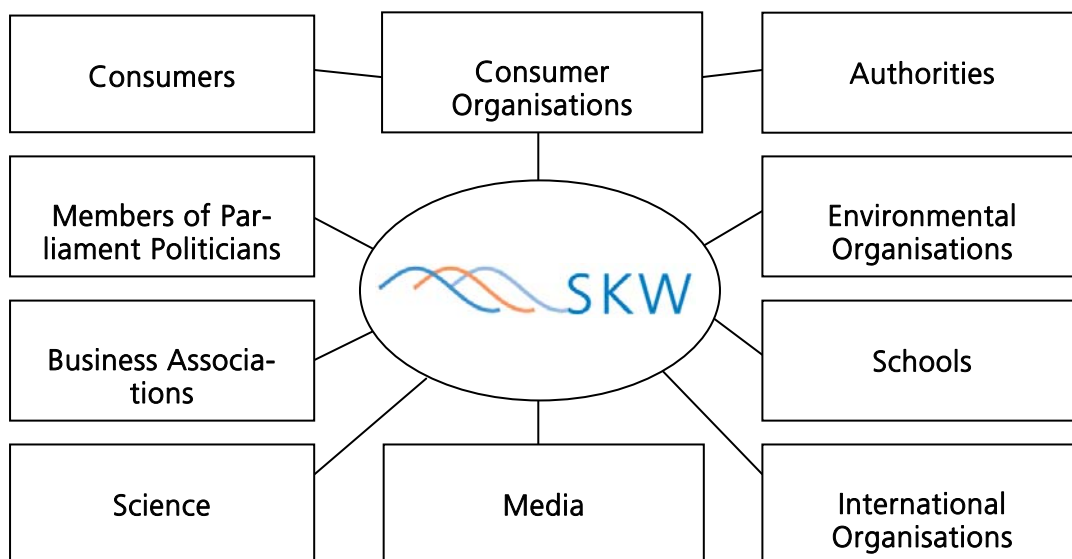 Consumers
Consumer
Organisations
Authorities
Members of Par-
liament Politicians
Environmental
Organisations
SKW
Business Associa-
tions
Schools
Science
Media
International
Organisations